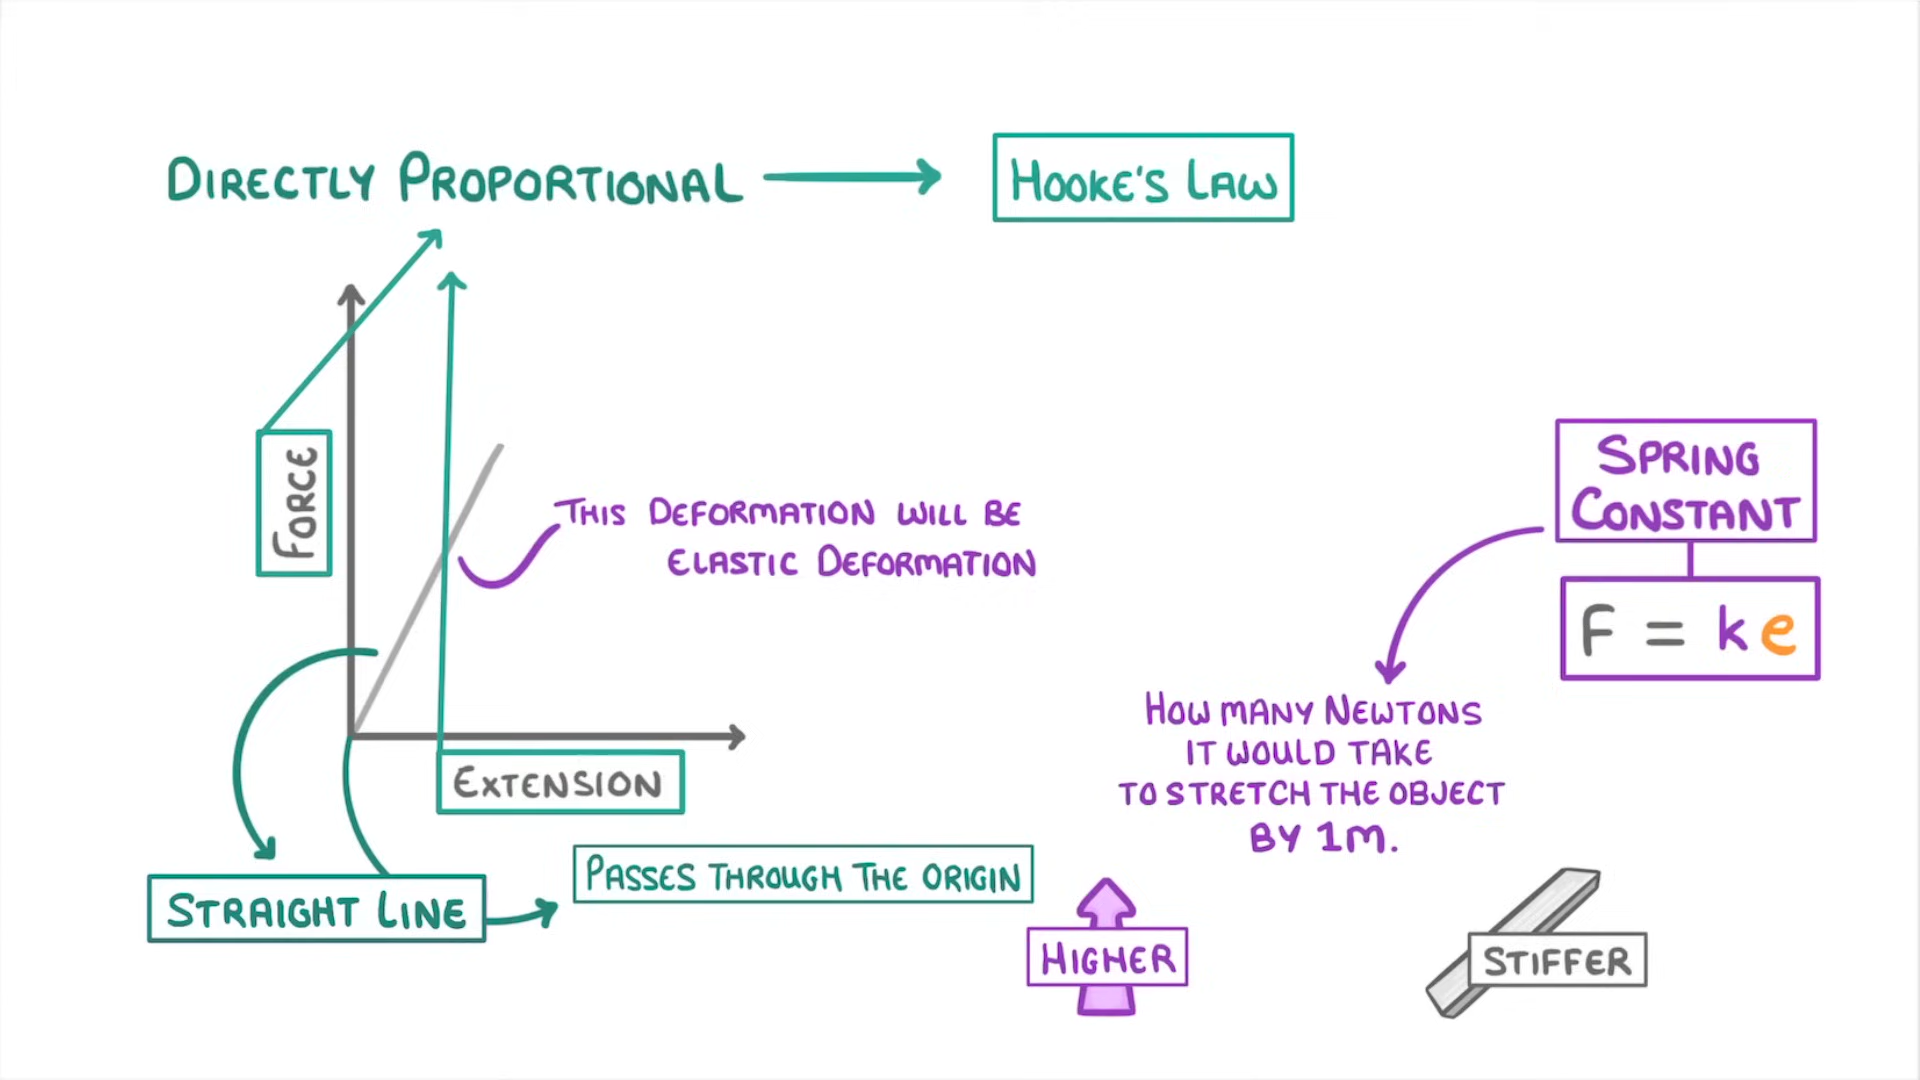 DIRECTLY PROPORTIONAL
HOOKE'S LAW
FORCE
THIS DEFORMATION WILL BE
ELASTIC DEFORMATION
EXTENSION
STRAIGHT LINE
PASSES THROUGH THE ORIGIN
SPRING
CONSTANT
F = ke
HOW MANY NEWTONS
IT WOULD TAKE
TO STRETCH THE OBJECT
BY 1M.
HIGHER
STIFFER